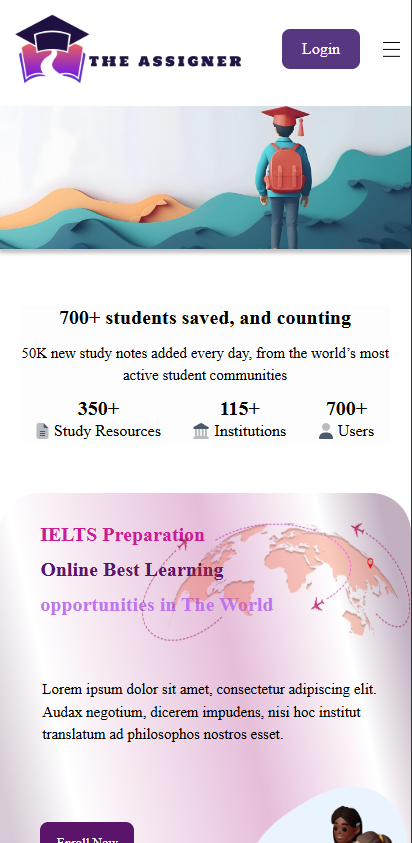 THE ASSIGNER
Login
700+ students saved, and counting
50K new study notes added every day, from the world’s most
active student communities
350+
Study Resources
115+
Institutions
700+
Users
IELTS Preparation
Online Best Learning
opportunities in The World
Lorem ipsum dolor sit amet, consectetur adipiscing elit.
Audax negotium, dicerem impudens, nisi hoc institut
translatum ad philosophos nostros esset.
Enroll Now